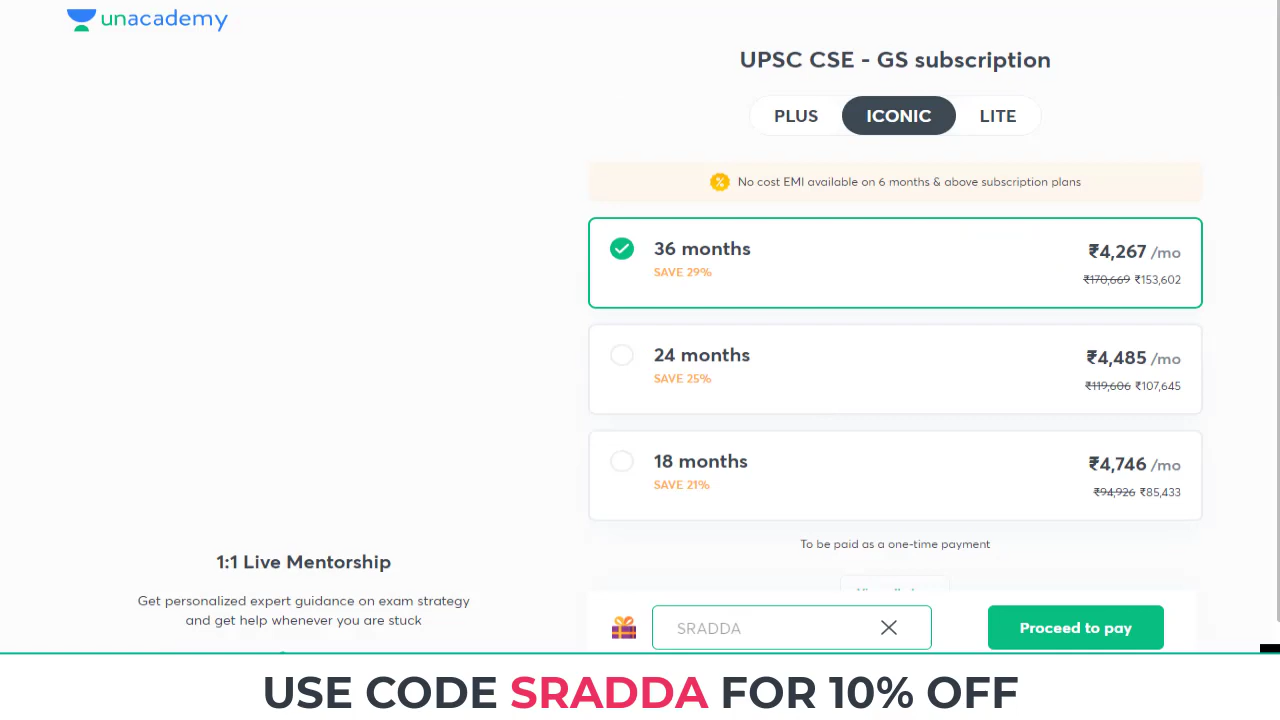 unacademy
UPSC CSE - GS subscription
PLUS ICONIC LITE
No cost EMI available on 6 months & above subscription plans
36 months
SAVE 29%
₹4,267 /mo
₹170,669 ₹153,602
24 months
SAVE 25%
₹4,485 /mo
₹119,606 ₹107,645
18 months
SAVE 21%
₹4,746 /mo
₹94,926 ₹85,433
To be paid as a one-time payment
1:1 Live Mentorship
Get personalized expert guidance on exam strategy
and get help whenever you are stuck
SRADDA
Proceed to pay
USE CODE SRADDA FOR 10% OFF